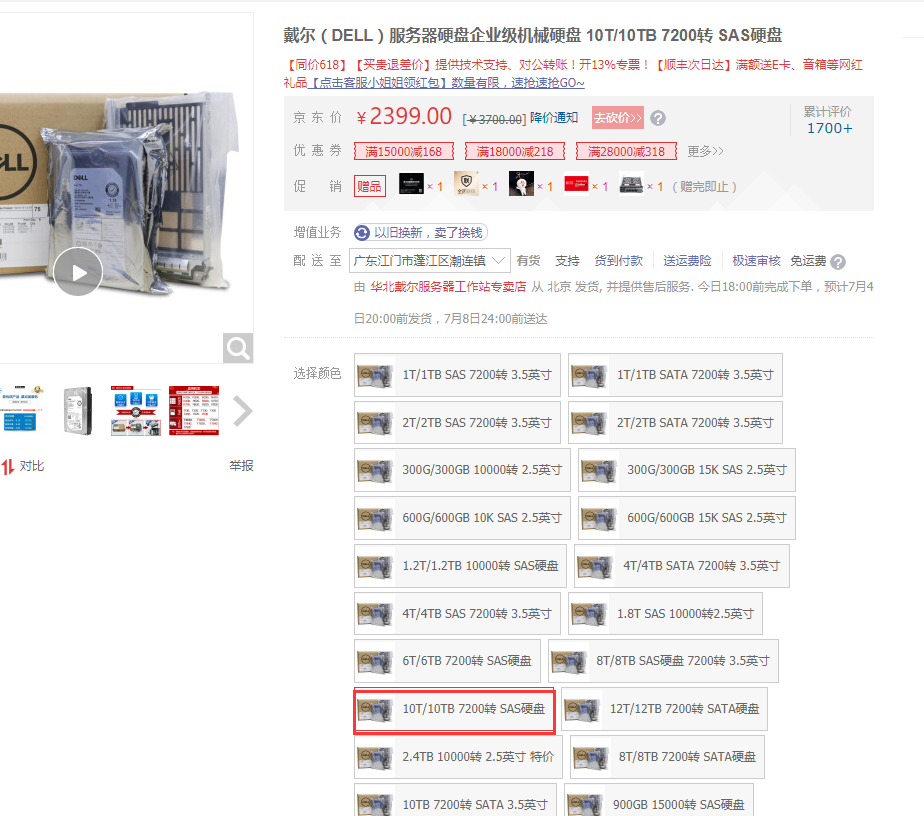 戴尔（DELL）服务器硬盘企业级机械硬盘 10T/10TB 7200转 SAS硬盘
【同价618】【买贵退差价】提供技术支持、对公转账！开13%专票！【顺丰次日达】满额送E卡、音箱等网红
礼品【点击客服小姐姐领红包】数量有限，速抢速抢GO~
京东价 ￥2399.00 [￥3700.00] 降价通知 去砍价>> ?
累计评价
1700+
优惠券 满15000减168 满18000减218 满28000减318 更多>>
促销 赠品 ×1 ×1 ×1 ×1 ×1 （赠完即止）
增值业务 以旧换新，卖了换钱
配送至 广东江门市蓬江区潮连镇 有货 支持 货到付款 送运费险 极速审核 免运费 ?
由 华北戴尔服务器工作站专卖店 从 北京 发货, 并提供售后服务. 今日18:00前完成下单，预计7月4
日20:00前发货，7月8日24:00前送达
选择颜色
1T/1TB SAS 7200转 3.5英寸
1T/1TB SATA 7200转 3.5英寸
2T/2TB SAS 7200转 3.5英寸
2T/2TB SATA 7200转 3.5英寸
300G/300GB 10000转 2.5英寸
300G/300GB 15K SAS 2.5英寸
600G/600GB 10K SAS 2.5英寸
600G/600GB 15K SAS 2.5英寸
1.2T/1.2TB 10000转 SAS硬盘
4T/4TB SATA 7200转 3.5英寸
4T/4TB SAS 7200转 3.5英寸
1.8T SAS 10000转2.5英寸
6T/6TB 7200转 SAS硬盘
8T/8TB SAS硬盘 7200转 3.5英寸
10T/10TB 7200转 SAS硬盘
12T/12TB 7200转 SATA硬盘
2.4TB 10000转 2.5英寸 特价
8T/8TB 7200转 SATA硬盘
10TB 7200转 SATA 3.5英寸
900GB 15000转 SAS硬盘
DELL
对比
举报